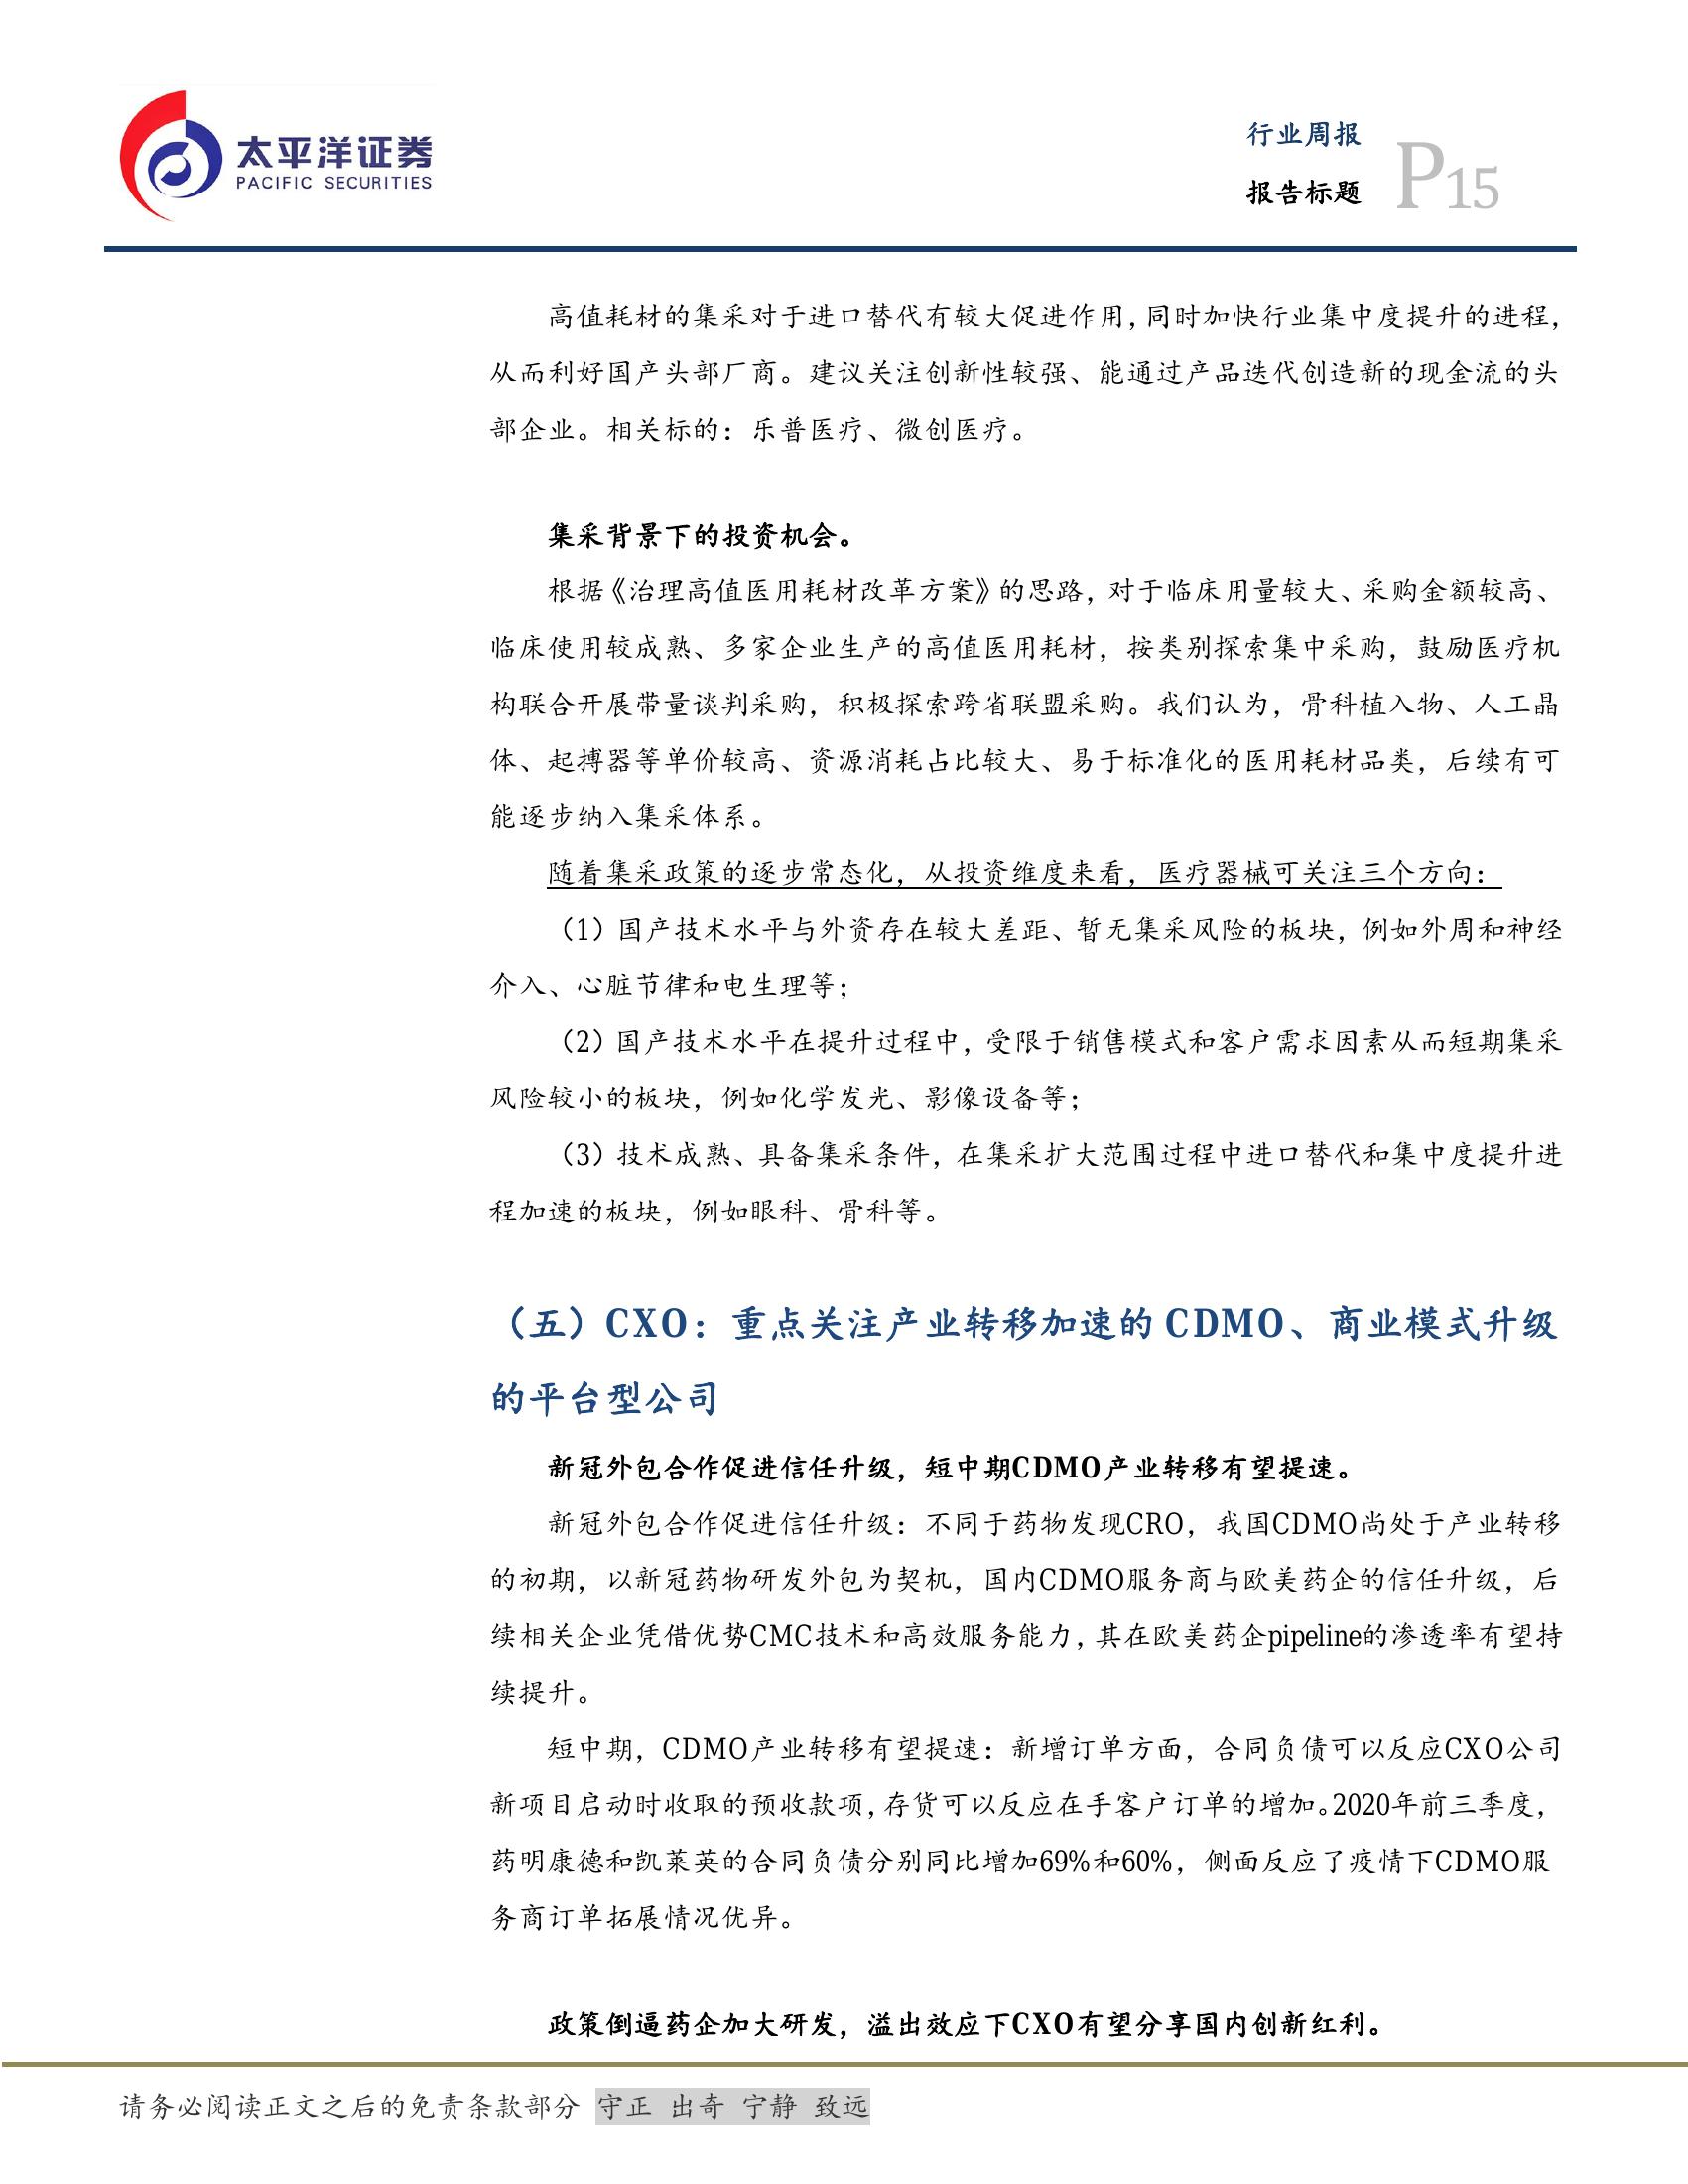 太平洋证券
PACIFIC SECURITIES
行业周报
报告标题
P15
高值耗材的集采对于进口替代有较大促进作用，同时加快行业集中度提升的进程，
从而利好国产头部厂商。建议关注创新性较强、能通过产品迭代创造新的现金流的头
部企业。相关标的：乐普医疗、微创医疗。
集采背景下的投资机会。
根据《治理高值医用耗材改革方案》的思路，对于临床用量较大、采购金额较高、
临床使用较成熟、多家企业生产的高值医用耗材，按类别探索集中采购，鼓励医疗机
构联合开展带量谈判采购，积极探索跨省联盟采购。我们认为，骨科植入物、人工晶
体、起搏器等单价较高、资源消耗占比较大、易于标准化的医用耗材品类，后续有可
能逐步纳入集采体系。
随着集采政策的逐步常态化，从投资维度来看，医疗器械可关注三个方向：
（1）国产技术水平与外资存在较大差距、暂无集采风险的板块，例如外周和神经
介入、心脏节律和电生理等；
（2）国产技术水平在提升过程中，受限于销售模式和客户需求因素从而短期集采
风险较小的板块，例如化学发光、影像设备等；
（3）技术成熟、具备集采条件，在集采扩大范围过程中进口替代和集中度提升进
程加速的板块，例如眼科、骨科等。
（五）CXO：重点关注产业转移加速的 CDMO、商业模式升级
的平台型公司
新冠外包合作促进信任升级，短中期CDMO产业转移有望提速。
新冠外包合作促进信任升级：不同于药物发现CRO，我国CDMO尚处于产业转移
的初期，以新冠药物研发外包为契机，国内CDMO服务商与欧美药企的信任升级，后
续相关企业凭借优势CMC技术和高效服务能力，其在欧美药企pipeline的渗透率有望持
续提升。
短中期，CDMO产业转移有望提速：新增订单方面，合同负债可以反应CXO公司
新项目启动时收取的预收款项，存货可以反应在手客户订单的增加。2020年前三季度，
药明康德和凯莱英的合同负债分别同比增加69%和60%，侧面反应了疫情下CDMO服
务商订单拓展情况优异。
政策倒逼药企加大研发，溢出效应下CXO有望分享国内创新红利。
请务必阅读正文之后的免责条款部分 守正 出奇 宁静 致远